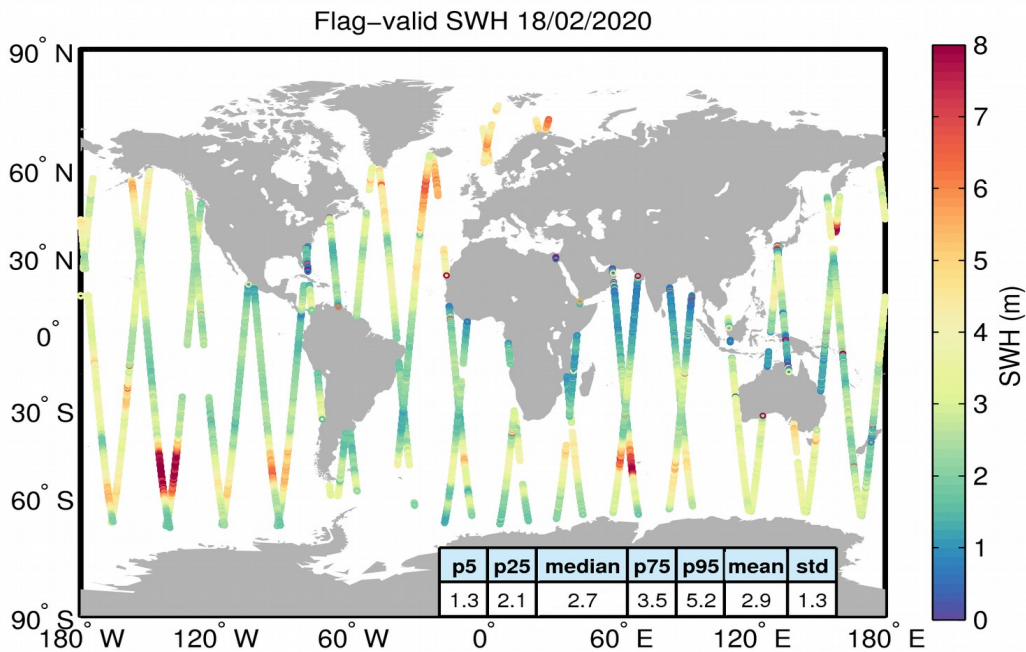 Flag−valid SWH 18/02/2020
90° N
60° N
30° N
0°
30° S
60° S
90° S
180° W
120° W
60° W
0°
60° E
120° E
180° E
p5 p25 median p75 p95 mean std
1.3 2.1 2.7 3.5 5.2 2.9 1.3
8
7
6
5
4
3
2
1
0
SWH (m)